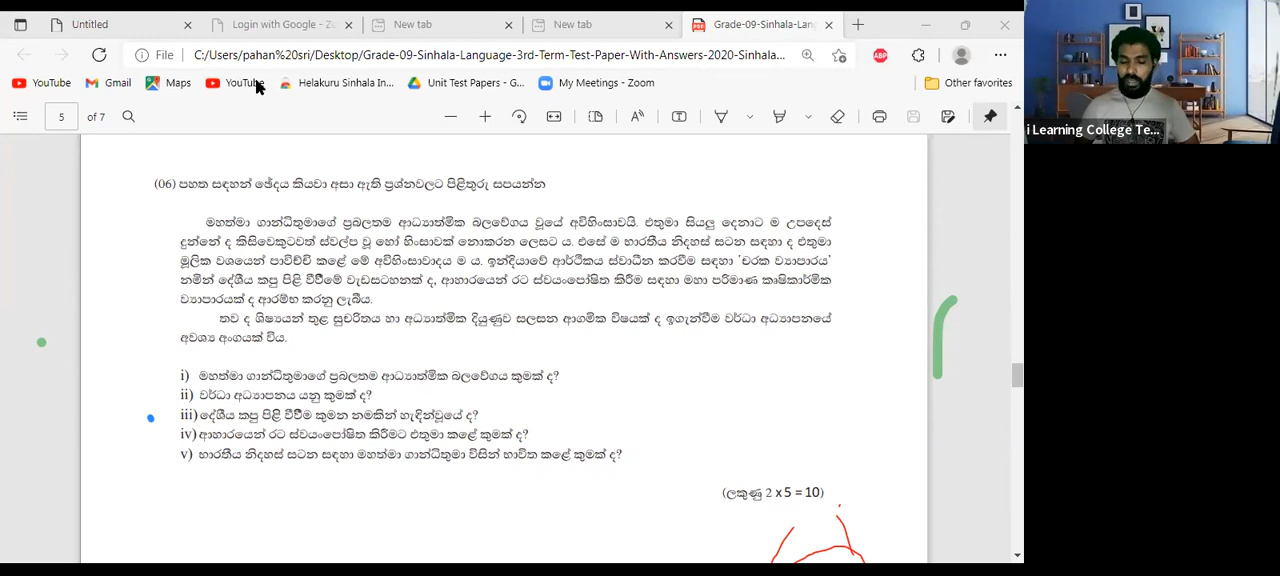 Untitled
Login with Google - Zu
New tab
New tab
Grade-09-Sinhala-Lan
File C:/Users/pahan%20sri/Desktop/Grade-09-Sinhala-Language-3rd-Term-Test-Paper-With-Answers-2020-Sinhala...
YouTube Gmail Maps YouTube Helakuru Sinhala In... Unit Test Papers - G... My Meetings - Zoom Other favorites
5 of 7
i Learning College Te...
(06) පහත සඳහන් ඡේදය කියවා අසා ඇති ප්‍රශ්නවලට පිළිතුරු සපයන්න
මහත්මා ගාන්ධිතුමාගේ ප්‍රබලතම ආධ්‍යාත්මික බලවේගය වූයේ අවිහිංසාවයි. එතුමා සියලු දෙනාට ම උපදෙස්
දුන්නේ ද කිසිවෙකුටවත් ස්වල්ප වූ හෝ හිංසාවක් නොකරන ලෙසට ය. එසේ ම භාරතීය නිදහස් සටන සඳහා ද එතුමා
මූලික වශයෙන් පාවිච්චි කළේ මේ අවිහිංසාවාදය ම ය. ඉන්දියාවේ ආර්ථිකය ස්වාධීන කරවීම සඳහා 'චරක ව්‍යාපාරය'
නමින් දේශීය කපු පිළි වීවීමේ වැඩසටහනක් ද, ආහාරයෙන් රට ස්වයංපෝෂිත කිරීම සඳහා මහා පරිමාණ කෘෂිකාර්මික
ව්‍යාපාරයක් ද ආරම්භ කරනු ලැබීය.
තව ද ශිෂ්‍යයන් තුළ සුචරිතය හා අධ්‍යාත්මික දියුණුව සලසන ආගමික විෂයක් ද ඉගැන්වීම වර්ධා අධ්‍යාපනයේ
අවශ්‍ය අංගයක් විය.
i) මහත්මා ගාන්ධිතුමාගේ ප්‍රබලතම ආධ්‍යාත්මික බලවේගය කුමක් ද?
ii) වර්ධා අධ්‍යාපනය යනු කුමක් ද?
iii) දේශීය කපු පිළි වීවීම කුමන නමකින් හැඳින්වූයේ ද?
iv) ආහාරයෙන් රට ස්වයංපෝෂිත කිරීමට එතුමා කළේ කුමක් ද?
v) භාරතීය නිදහස් සටන සඳහා මහත්මා ගාන්ධිතුමා විසින් භාවිත කළේ කුමක් ද?
(ලකුණු 2 x 5 = 10)